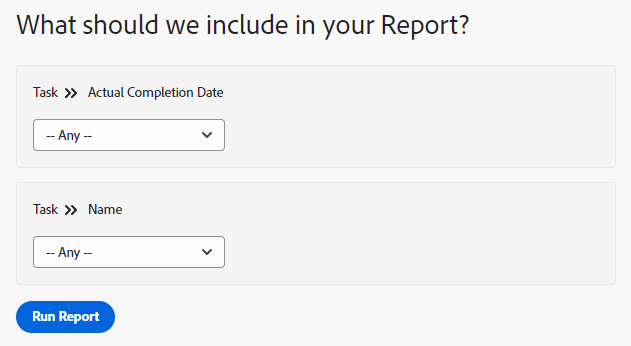 What should we include in your Report?
Task >> Actual Completion Date
-- Any --
Task >> Name
-- Any --
Run Report